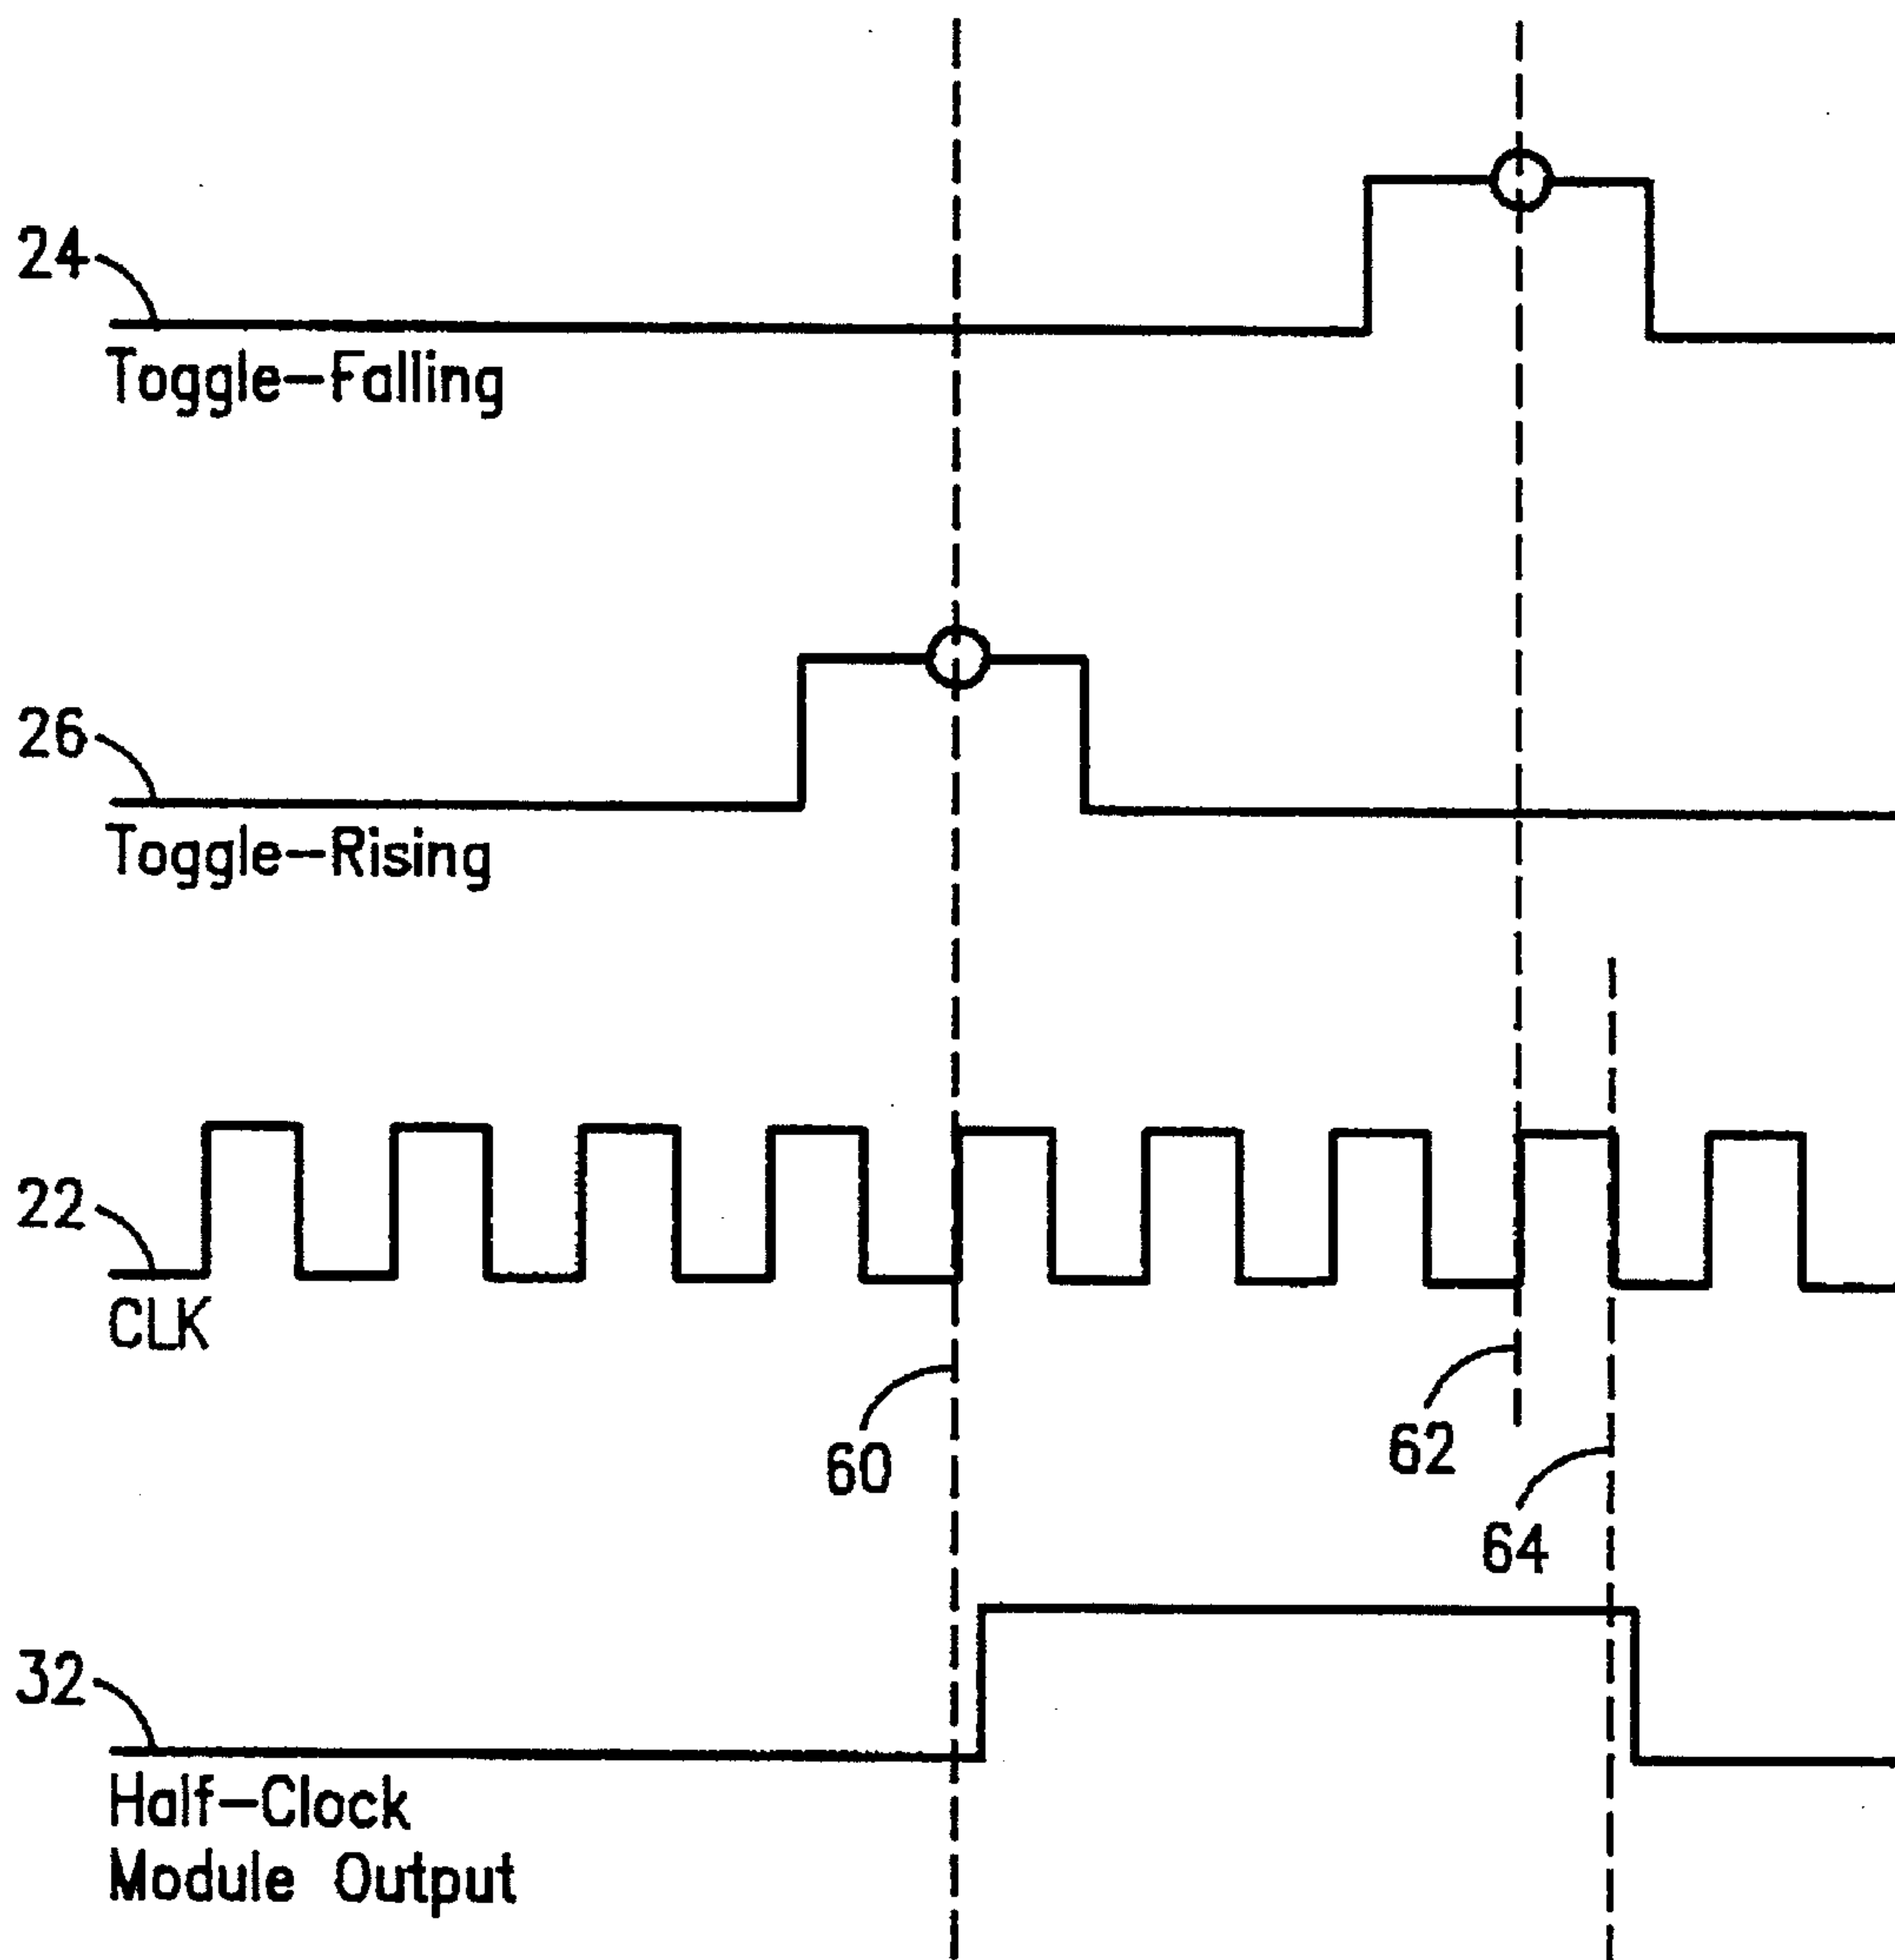 24
Toggle-Falling
26
Toggle-Rising
22
CLK
60
62
64
32
Half-Clock
Module Output